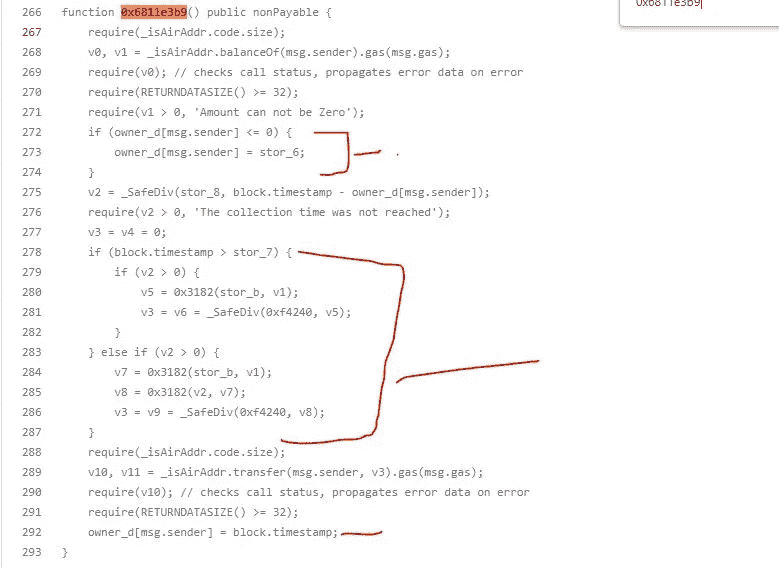 0x6811e3b9
266 function 0x6811e3b9() public nonPayable {
267 require(_isAirAddr.code.size);
268 v0, v1 = _isAirAddr.balanceOf(msg.sender).gas(msg.gas);
269 require(v0); // checks call status, propagates error data on error
270 require(RETURNDATASIZE() >= 32);
271 require(v1 > 0, 'Amount can not be Zero');
272 if (owner_d[msg.sender] <= 0) {
273 owner_d[msg.sender] = stor_6;
274 }
275 v2 = _SafeDiv(stor_8, block.timestamp - owner_d[msg.sender]);
276 require(v2 > 0, 'The collection time was not reached');
277 v3 = v4 = 0;
278 if (block.timestamp > stor_7) {
279 if (v2 > 0) {
280 v5 = 0x3182(stor_b, v1);
281 v3 = v6 = _SafeDiv(0xf4240, v5);
282 }
283 } else if (v2 > 0) {
284 v7 = 0x3182(stor_b, v1);
285 v8 = 0x3182(v2, v7);
286 v3 = v9 = _SafeDiv(0xf4240, v8);
287 }
288 require(_isAirAddr.code.size);
289 v10, v11 = _isAirAddr.transfer(msg.sender, v3).gas(msg.gas);
290 require(v10); // checks call status, propagates error data on error
291 require(RETURNDATASIZE() >= 32);
292 owner_d[msg.sender] = block.timestamp;
293 }